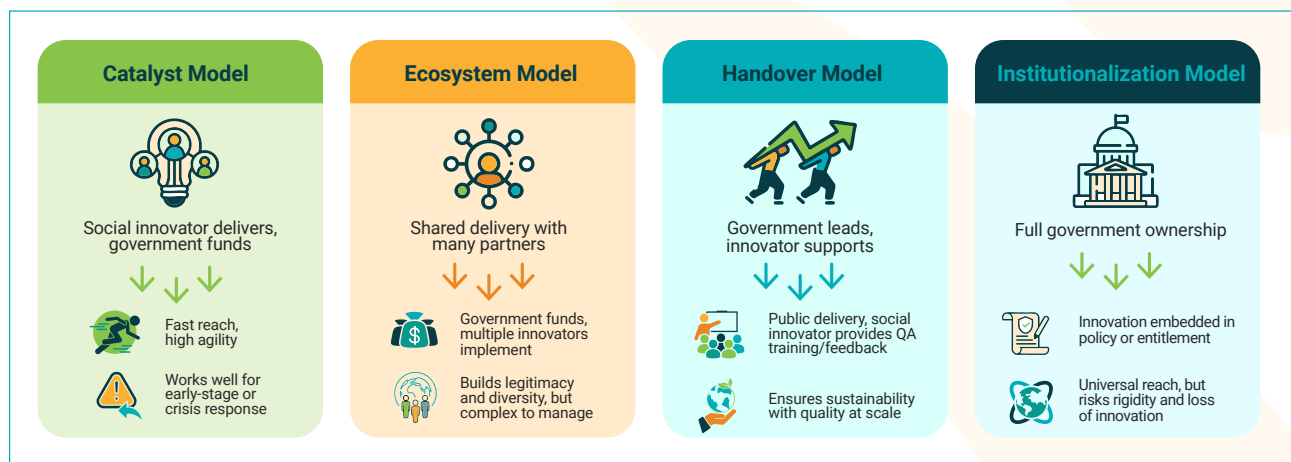 Catalyst Model
Social innovator delivers,
government funds
Fast reach,
high agility
Works well for
early-stage or
crisis response
Ecosystem Model
Shared delivery with
many partners
$
Government funds,
multiple innovators
implement
Builds legitimacy
and diversity, but
complex to manage
Handover Model
Government leads,
innovator supports
Public delivery, social
innovator provides QA
training/feedback
Ensures sustainability
with quality at scale
Institutionalization Model
Full government ownership
Innovation embedded in
policy or entitlement
Universal reach, but
risks rigidity and loss
of innovation